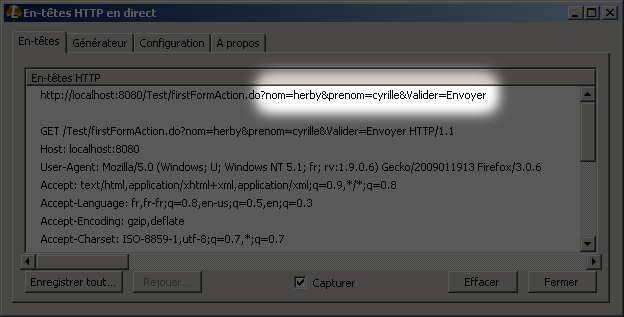 En-têtes HTTP en direct
En-têtes Générateur Configuration A propos
En-têtes HTTP
http://localhost:8080/Test/firstFormAction.do?nom=herby&prenom=cyrille&Valider=Envoyer
GET /Test/firstFormAction.do?nom=herby&prenom=cyrille&Valider=Envoyer HTTP/1.1
Host: localhost:8080
User-Agent: Mozilla/5.0 (Windows; U; Windows NT 5.1; fr; rv:1.9.0.6) Gecko/2009011913 Firefox/3.0.6
Accept: text/html,application/xhtml+xml,application/xml;q=0.9,*/*;q=0.8
Accept-Language: fr,fr-fr;q=0.8,en-us;q=0.5,en;q=0.3
Accept-Encoding: gzip,deflate
Accept-Charset: ISO-8859-1,utf-8;q=0.7,*;q=0.7
Enregistrer tout... Rejouer... Capturer Effacer Fermer